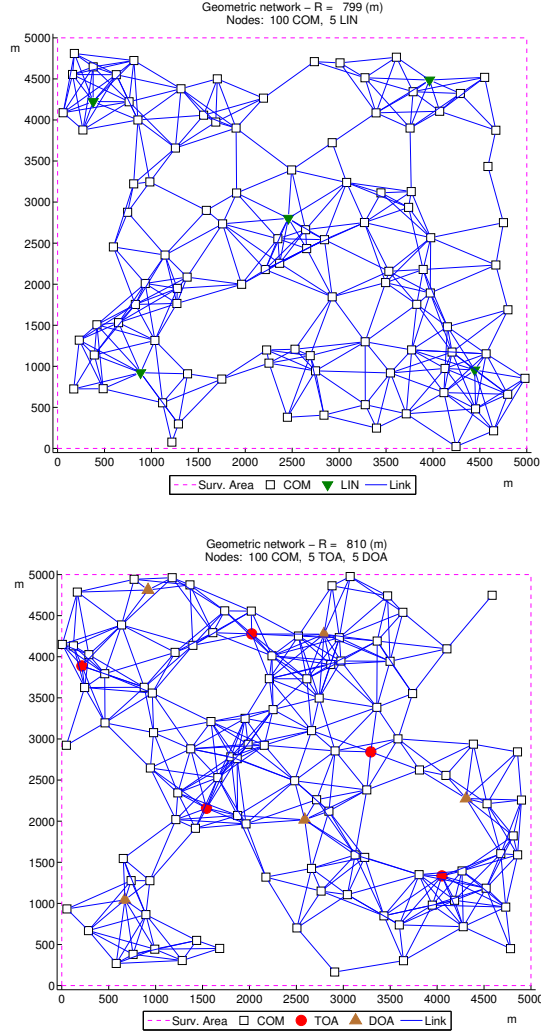 Geometric network − R = 799 (m)
Nodes: 100 COM, 5 LIN
m
5000
4500
4000
3500
3000
2500
2000
1500
1000
500
0
0 500 1000 1500 2000 2500 3000 3500 4000 4500 5000
m
Surv. Area COM LIN Link
Geometric network − R = 810 (m)
Nodes: 100 COM, 5 TOA, 5 DOA
m
5000
4500
4000
3500
3000
2500
2000
1500
1000
500
0
0 500 1000 1500 2000 2500 3000 3500 4000 4500 5000
m
Surv. Area COM TOA DOA Link